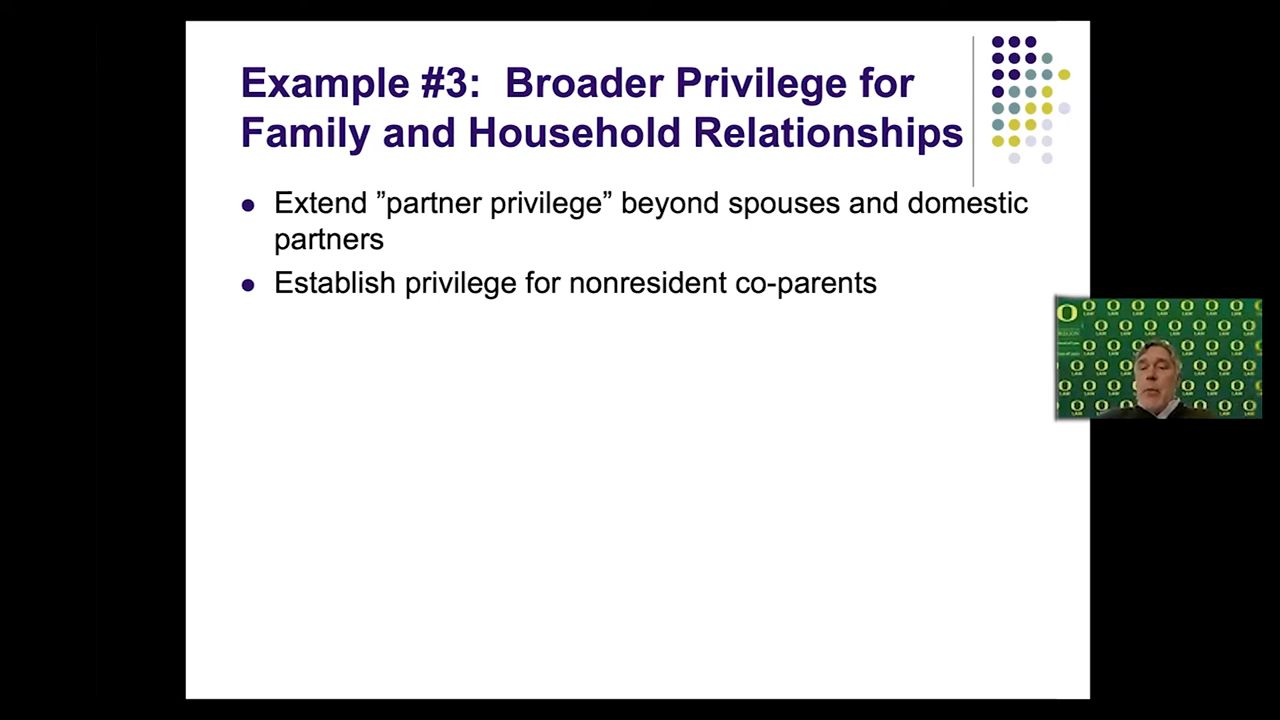 Example #3: Broader Privilege for
Family and Household Relationships
Extend ”partner privilege” beyond spouses and domestic
partners
Establish privilege for nonresident co-parents